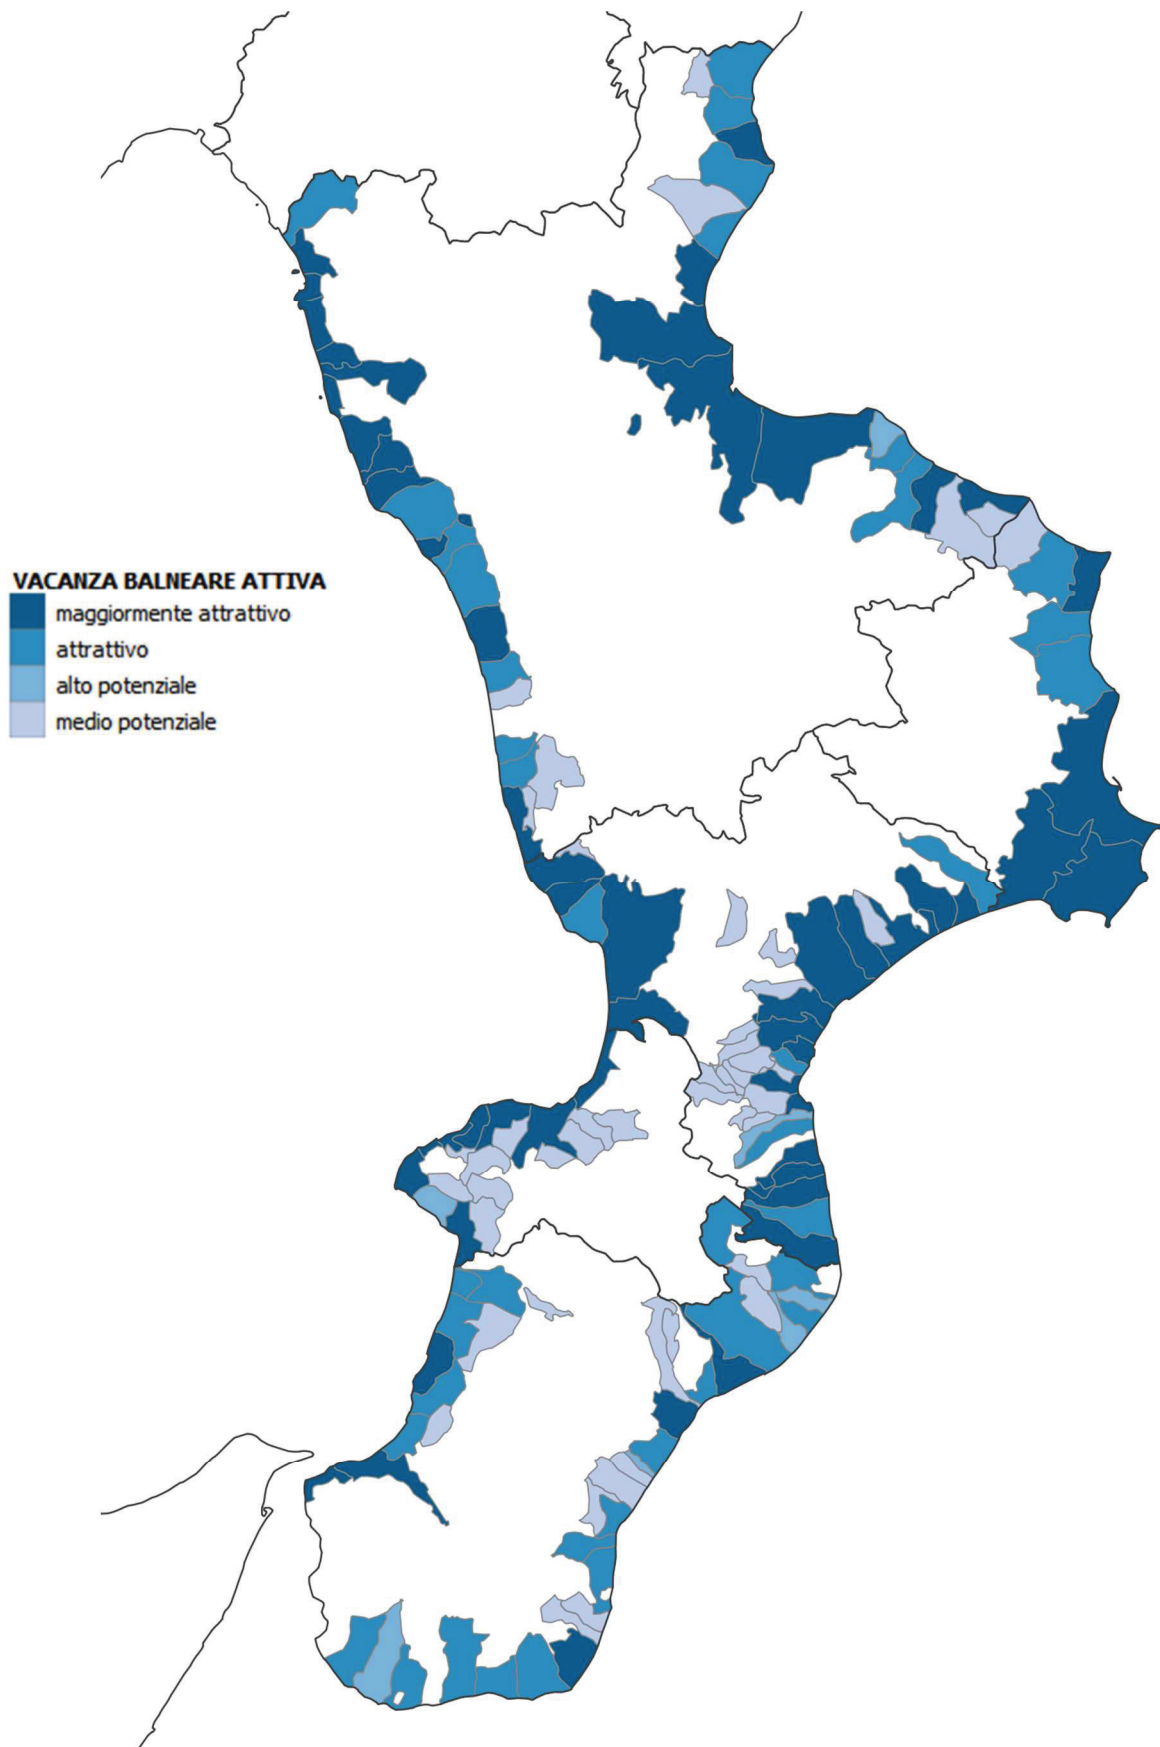 VACANZA BALNEARE ATTIVA
maggiormente attrattivo
attrattivo
alto potenziale
medio potenziale